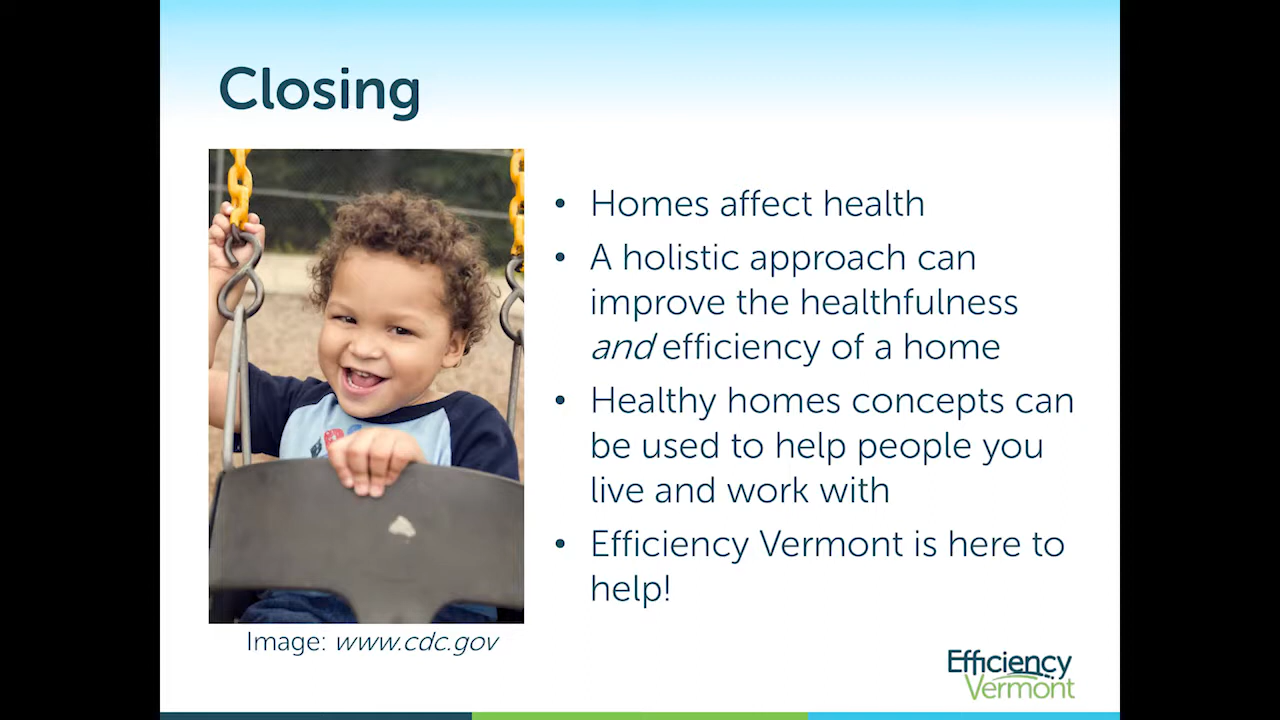 Closing
• Homes affect health
• A holistic approach can
improve the healthfulness
and efficiency of a home
• Healthy homes concepts can
be used to help people you
live and work with
• Efficiency Vermont is here to
help!
Image: www.cdc.gov
Efficiency
Vermont